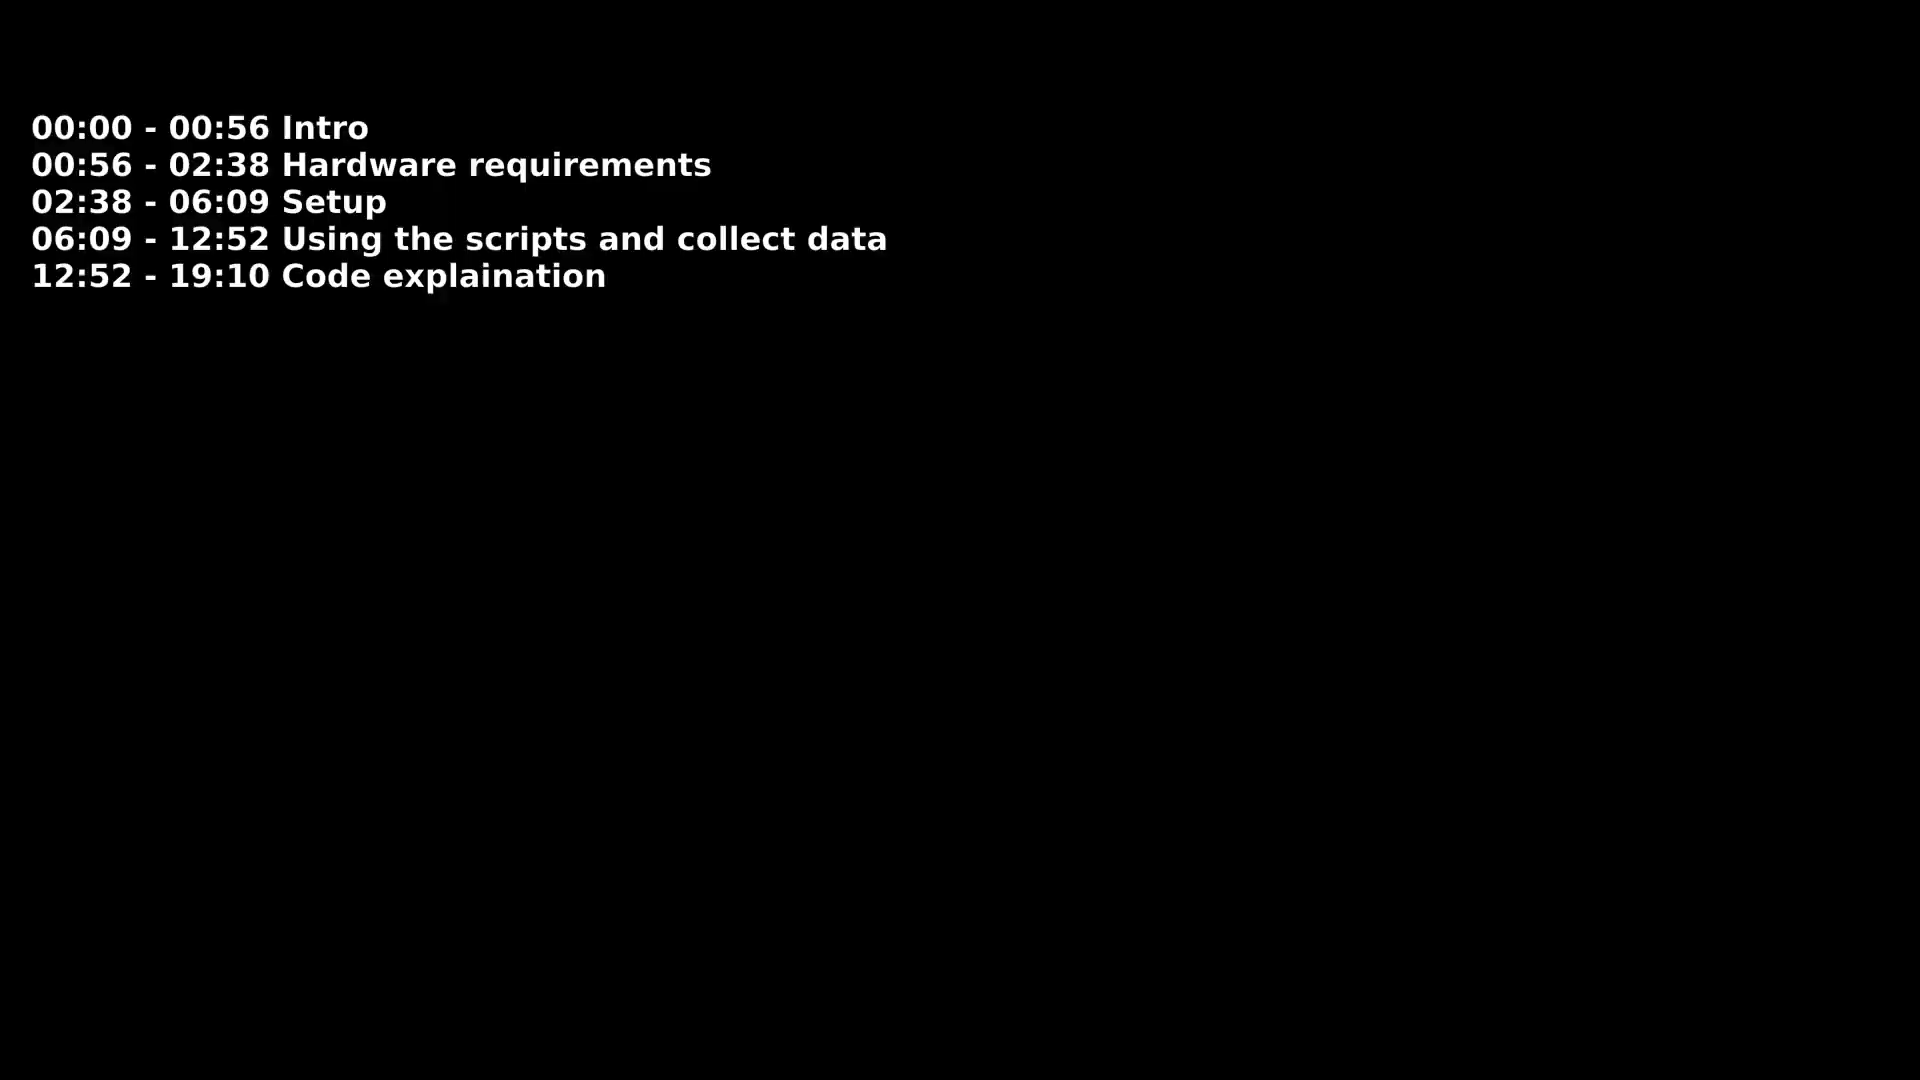 00:00 - 00:56 Intro
00:56 - 02:38 Hardware requirements
02:38 - 06:09 Setup
06:09 - 12:52 Using the scripts and collect data
12:52 - 19:10 Code explaination